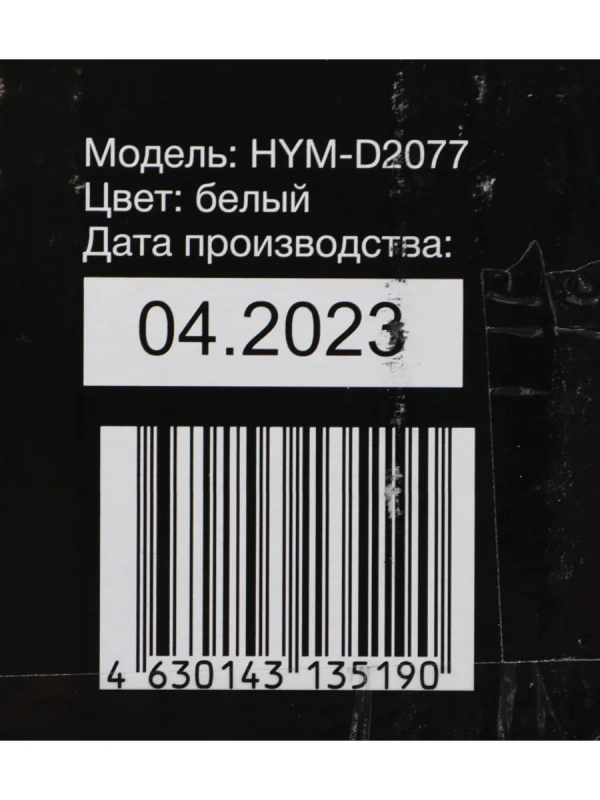 Модель: HYM-D2077
Цвет: белый
Дата производства:
04.2023
4 630143 135190